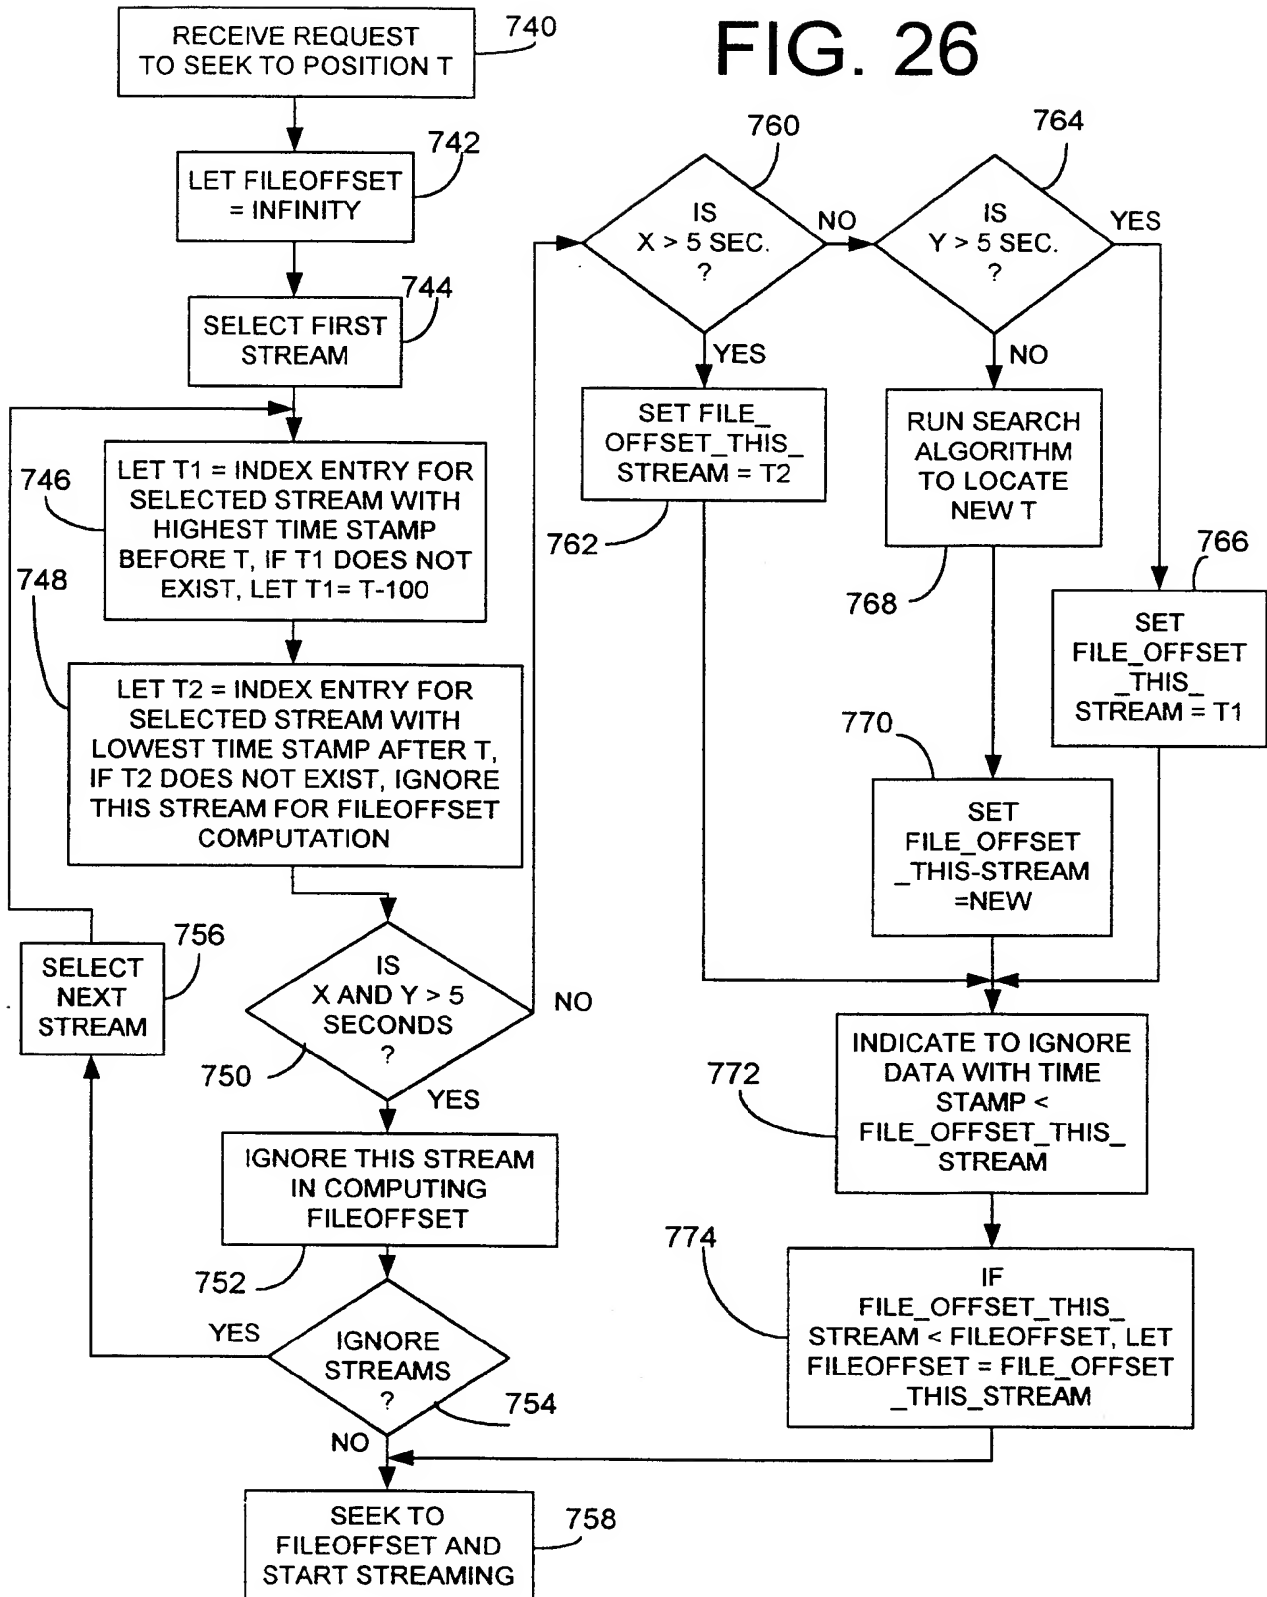 FIG. 26
740
RECEIVE REQUEST
TO SEEK TO POSITION T
742
LET FILEOFFSET
= INFINITY
744
SELECT FIRST
STREAM
746
LET T1 = INDEX ENTRY FOR
SELECTED STREAM WITH
HIGHEST TIME STAMP
BEFORE T, IF T1 DOES NOT
EXIST, LET T1= T-100
748
LET T2 = INDEX ENTRY FOR
SELECTED STREAM WITH
LOWEST TIME STAMP AFTER T,
IF T2 DOES NOT EXIST, IGNORE
THIS STREAM FOR FILEOFFSET
COMPUTATION
IS
X AND Y > 5
SECONDS
?
750
NO
YES
IGNORE THIS STREAM
IN COMPUTING
FILEOFFSET
752
IGNORE
STREAMS
?
754
YES
NO
756
SELECT
NEXT
STREAM
SEEK TO
FILEOFFSET AND
START STREAMING
758
760
IS
X > 5 SEC.
?
NO
YES
SET FILE_
OFFSET_THIS_
STREAM = T2
762
764
IS
Y > 5 SEC.
?
YES
NO
RUN SEARCH
ALGORITHM
TO LOCATE
NEW T
768
766
SET
FILE_OFFSET
_THIS_
STREAM = T1
770
SET
FILE_OFFSET
_THIS-STREAM
=NEW
772
INDICATE TO IGNORE
DATA WITH TIME
STAMP <
FILE_OFFSET_THIS_
STREAM
774
IF
FILE_OFFSET_THIS_
STREAM < FILEOFFSET, LET
FILEOFFSET = FILE_OFFSET
_THIS_STREAM